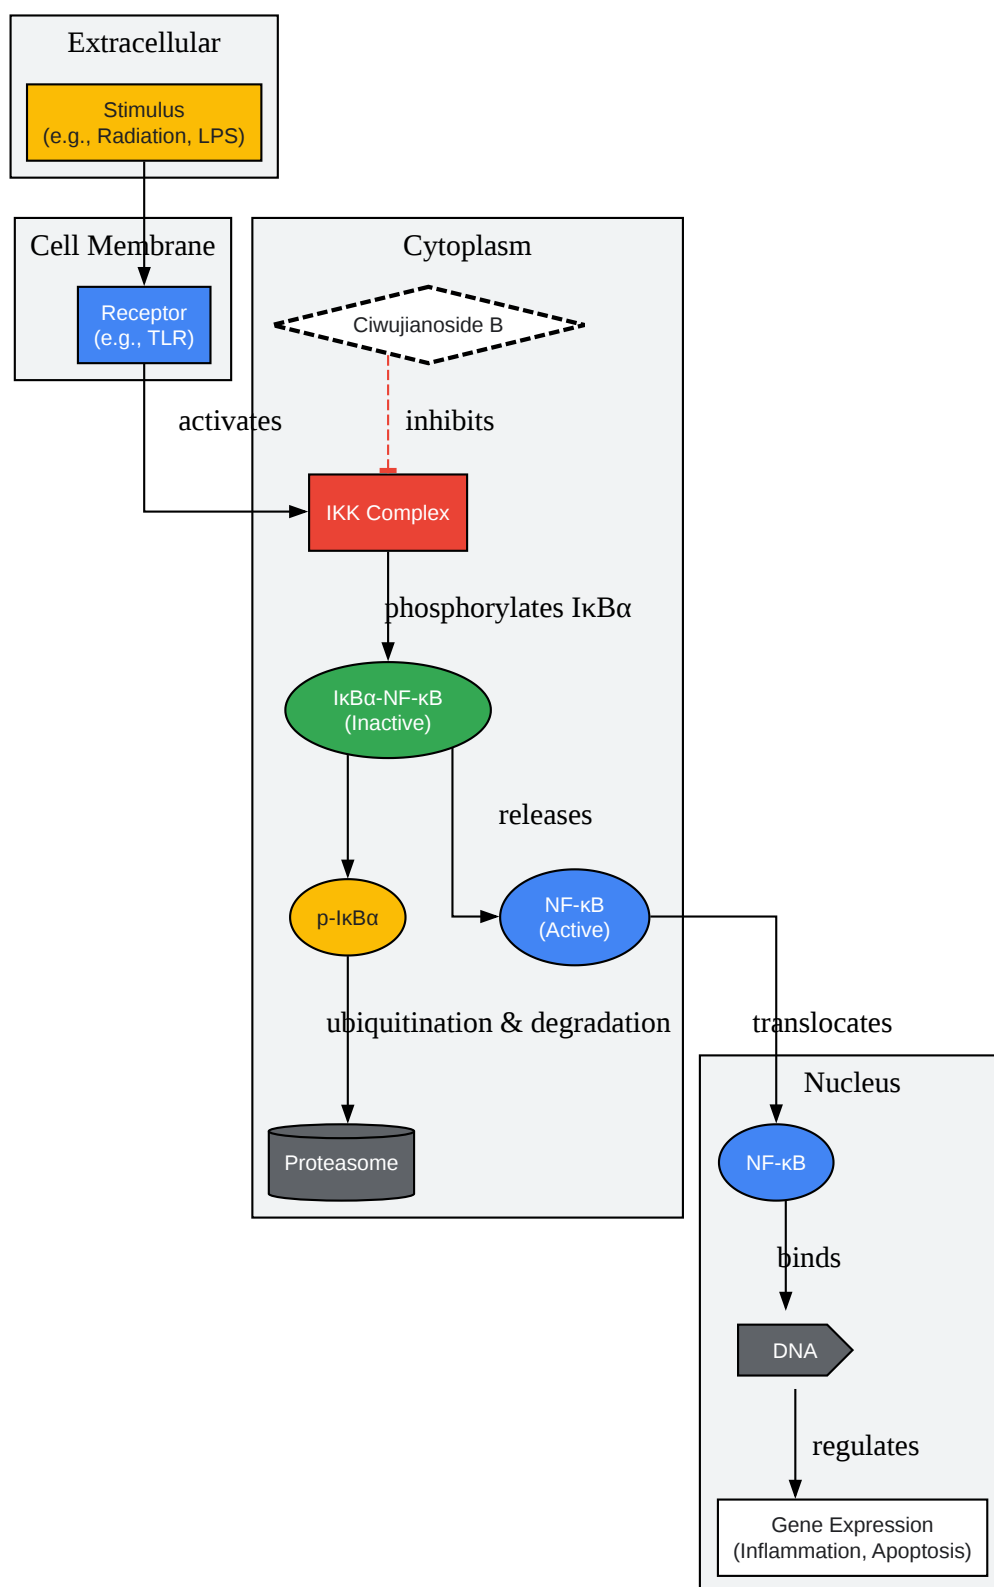 Extracellular
Stimulus
(e.g., Radiation, LPS)
Cell Membrane
Receptor
(e.g., TLR)
activates
Cytoplasm
Ciwujianoside B
inhibits
IKK Complex
phosphorylates IκBα
IκBα-NF-κB
(Inactive)
releases
p-IκBα
NF-κB
(Active)
ubiquitination & degradation
translocates
Proteasome
Nucleus
NF-κB
binds
DNA
regulates
Gene Expression
(Inflammation, Apoptosis)